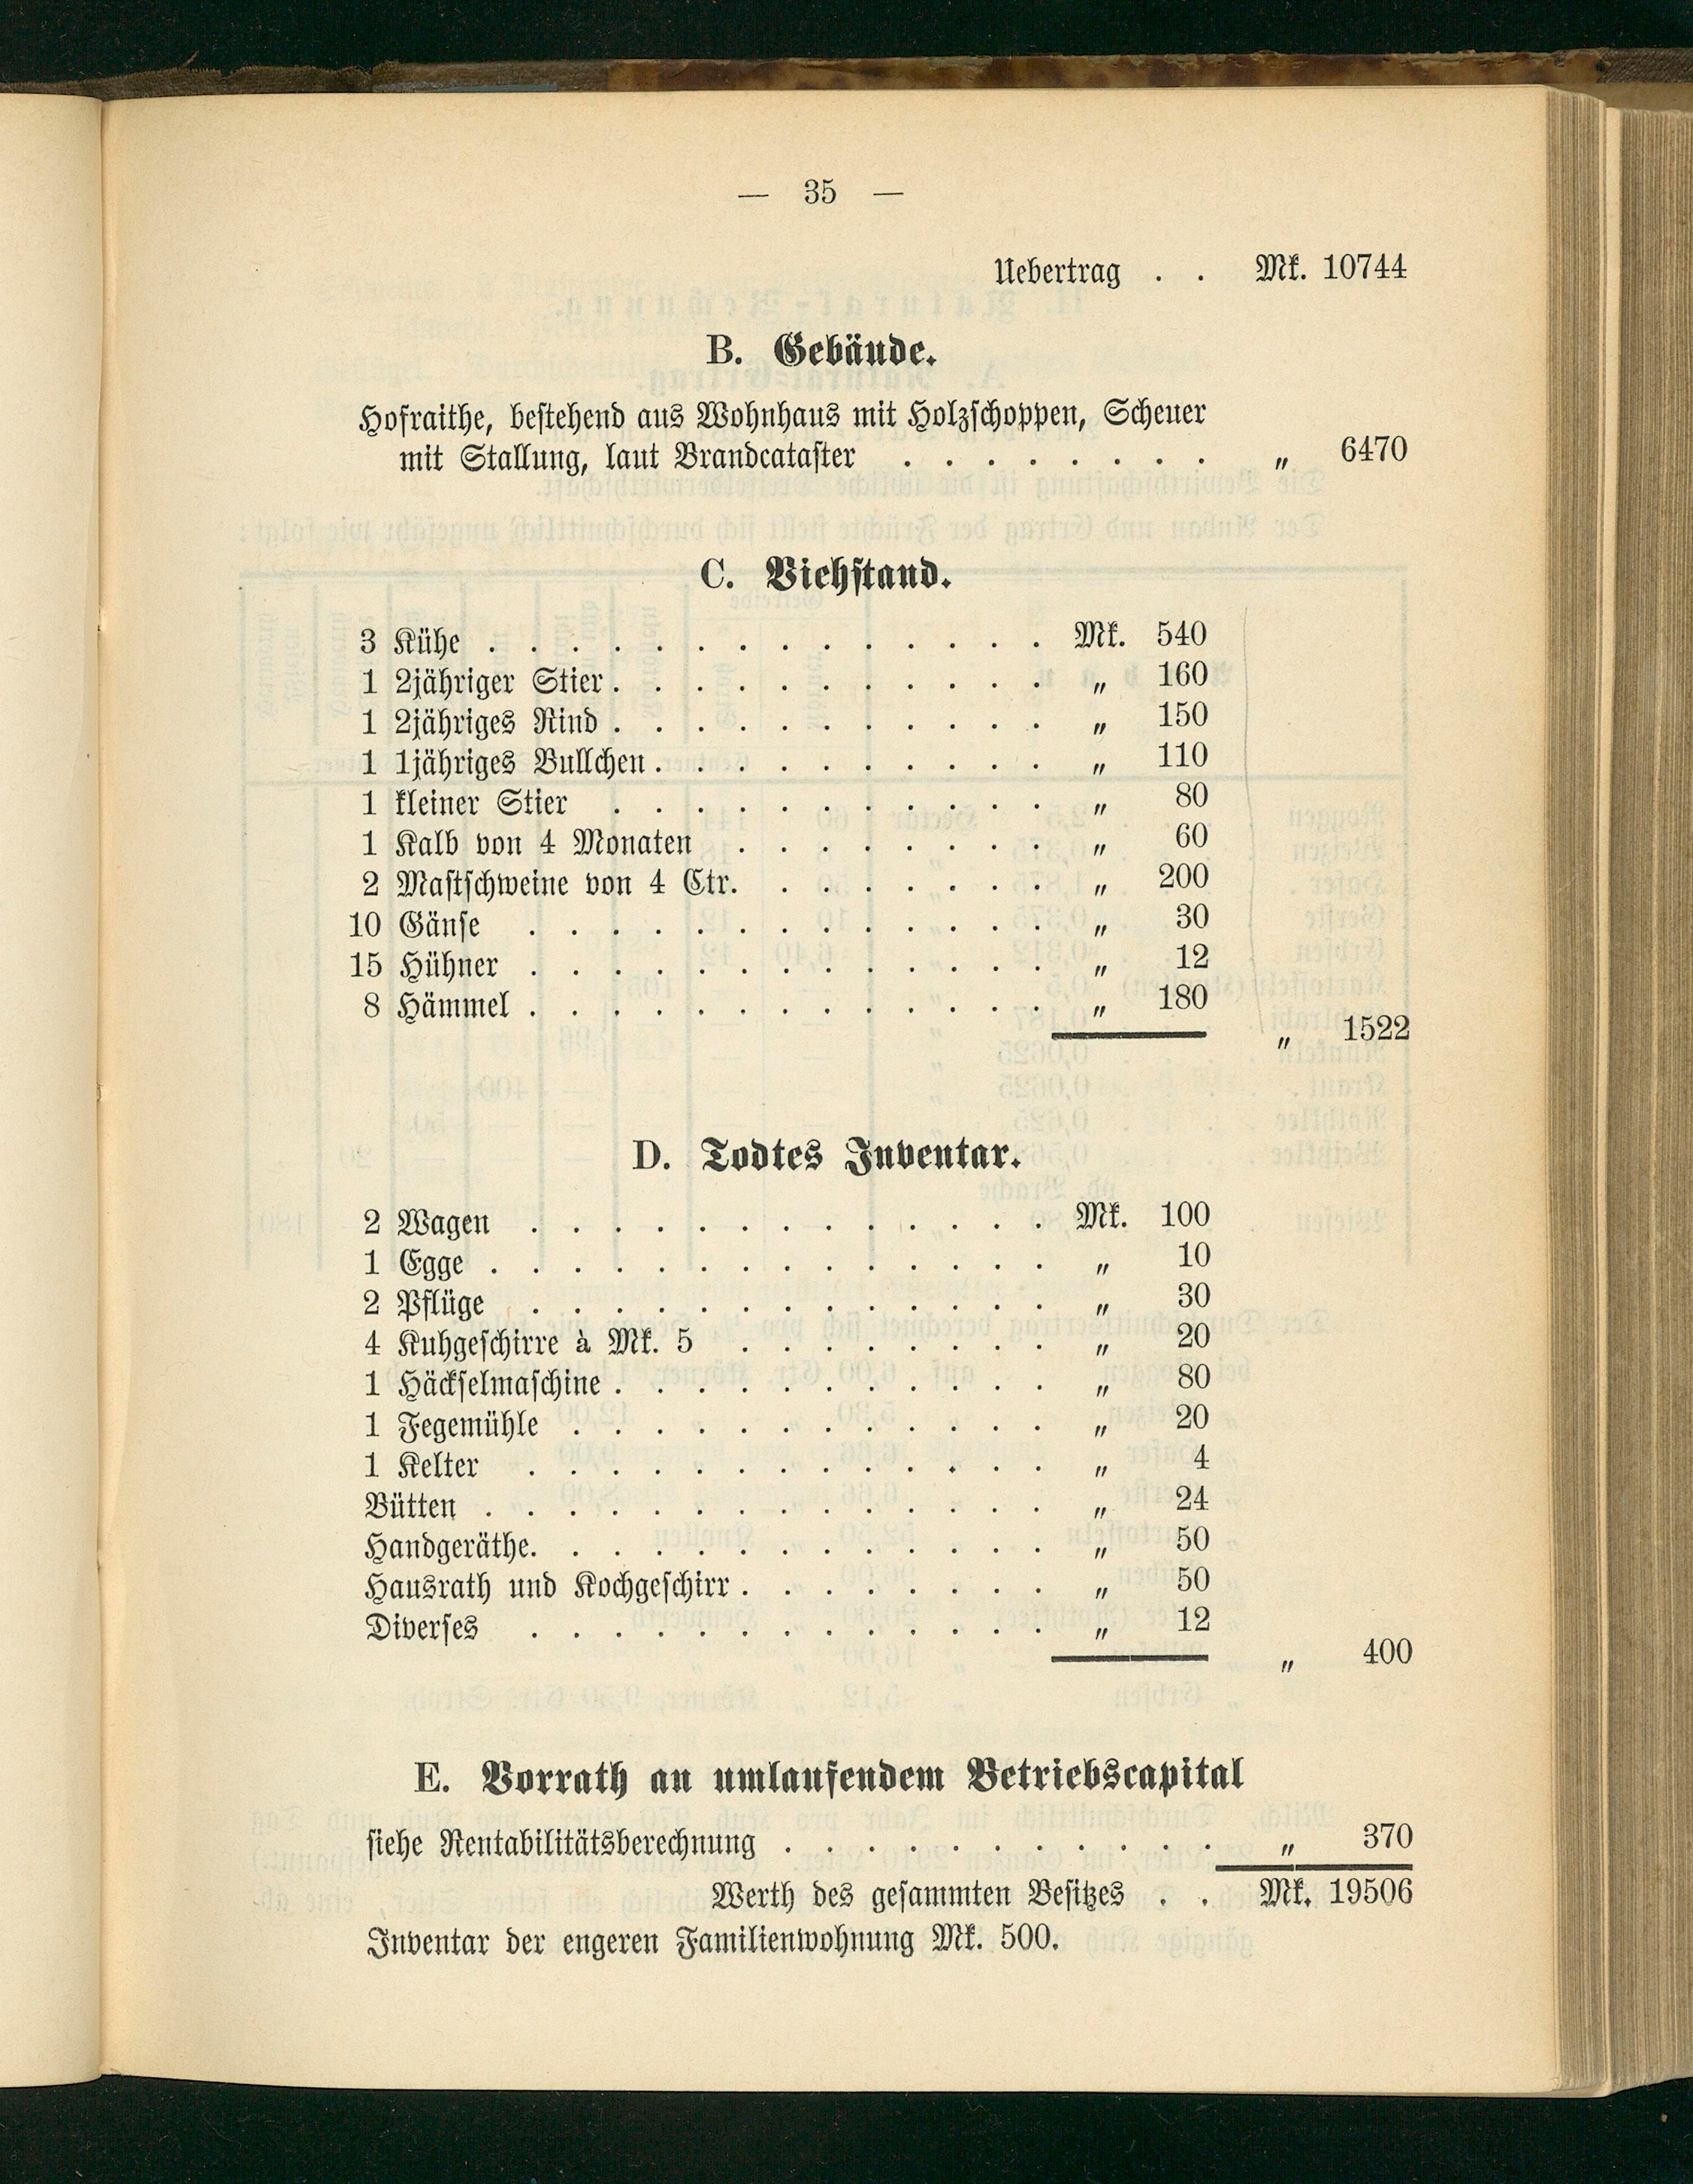 — 35 —
Uebertrag . . Mk. 10744
B. Gebäude.
Hofraithe, bestehend aus Wohnhaus mit Holzschoppen, Scheuer
mit Stallung, laut Brandcataster . . . . . . . . „ 6470
C. Viehstand.
3 Kühe . . . . . . . . . . . . . . Mk. 540
1 2jähriger Stier . . . . . . . . . . . „ 160
1 2jähriges Rind . . . . . . . . . . . „ 150
1 1jähriges Bullchen . . . . . . . . . . „ 110
1 kleiner Stier . . . . . . . . . . . „ 80
1 Kalb von 4 Monaten . . . . . . . . „ 60
2 Mastschweine von 4 Ctr. . . . . . . . „ 200
10 Gänse . . . . . . . . . . . . . „ 30
15 Hühner . . . . . . . . . . . . . „ 12
8 Hämmel . . . . . . . . . . . . . „ 180
„ 1522
D. Todtes Inventar.
2 Wagen . . . . . . . . . . . . . Mk. 100
1 Egge . . . . . . . . . . . . . . „ 10
2 Pflüge . . . . . . . . . . . . . „ 30
4 Kuhgeschirre à Mk. 5 . . . . . . . . „ 20
1 Häckselmaschine . . . . . . . . . . . „ 80
1 Fegemühle . . . . . . . . . . . . „ 20
1 Kelter . . . . . . . . . . . . . „ 4
Bütten . . . . . . . . . . . . . . „ 24
Handgeräthe. . . . . . . . . . . . . „ 50
Hausrath und Kochgeschirr . . . . . . . . „ 50
Diverses . . . . . . . . . . . . . „ 12
„ 400
E. Vorrath an umlaufendem Betriebscapital
siehe Rentabilitätsberechnung . . . . . . . . . . . „ 370
Werth des gesammten Besitzes . . Mk. 19506
Inventar der engeren Familienwohnung Mk. 500.